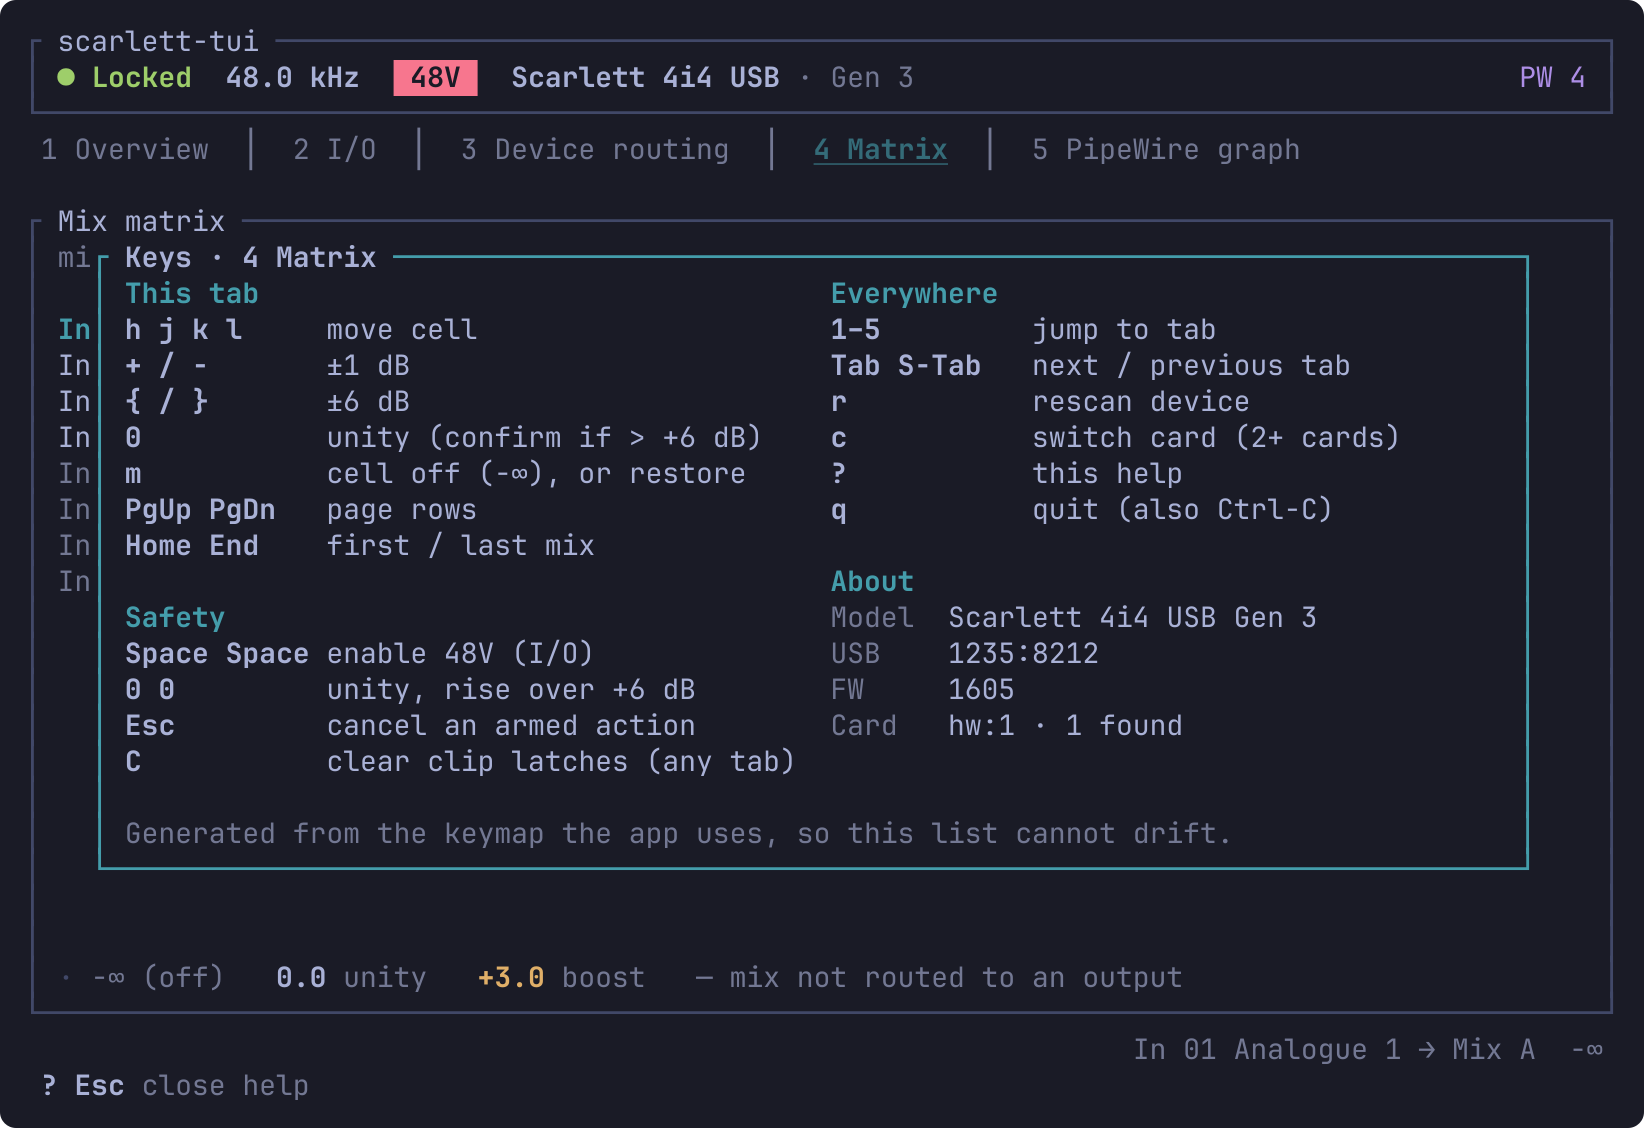 scarlett-tui
● Locked  48.0 kHz  48V  Scarlett 4i4 USB · Gen 3  PW 4
1 Overview │ 2 I/O │ 3 Device routing │ 4 Matrix │ 5 PipeWire graph
Mix matrix
mi Keys · 4 Matrix
This tab  Everywhere
In h j k l  move cell  1-5  jump to tab
In + / -  ±1 dB  Tab S-Tab  next / previous tab
In { / }  ±6 dB  r  rescan device
In 0  unity (confirm if > +6 dB)  c  switch card (2+ cards)
In m  cell off (-∞), or restore  ?  this help
In PgUp PgDn  page rows  q  quit (also Ctrl-C)
In Home End  first / last mix
In  About
Safety  Model  Scarlett 4i4 USB Gen 3
Space Space  enable 48V (I/O)  USB  1235:8212
0 0  unity, rise over +6 dB  FW  1605
Esc  cancel an armed action  Card  hw:1 · 1 found
C  clear clip latches (any tab)
Generated from the keymap the app uses, so this list cannot drift.
· -∞ (off)  0.0 unity  +3.0 boost  — mix not routed to an output
In 01 Analogue 1 → Mix A  -∞
? Esc close help